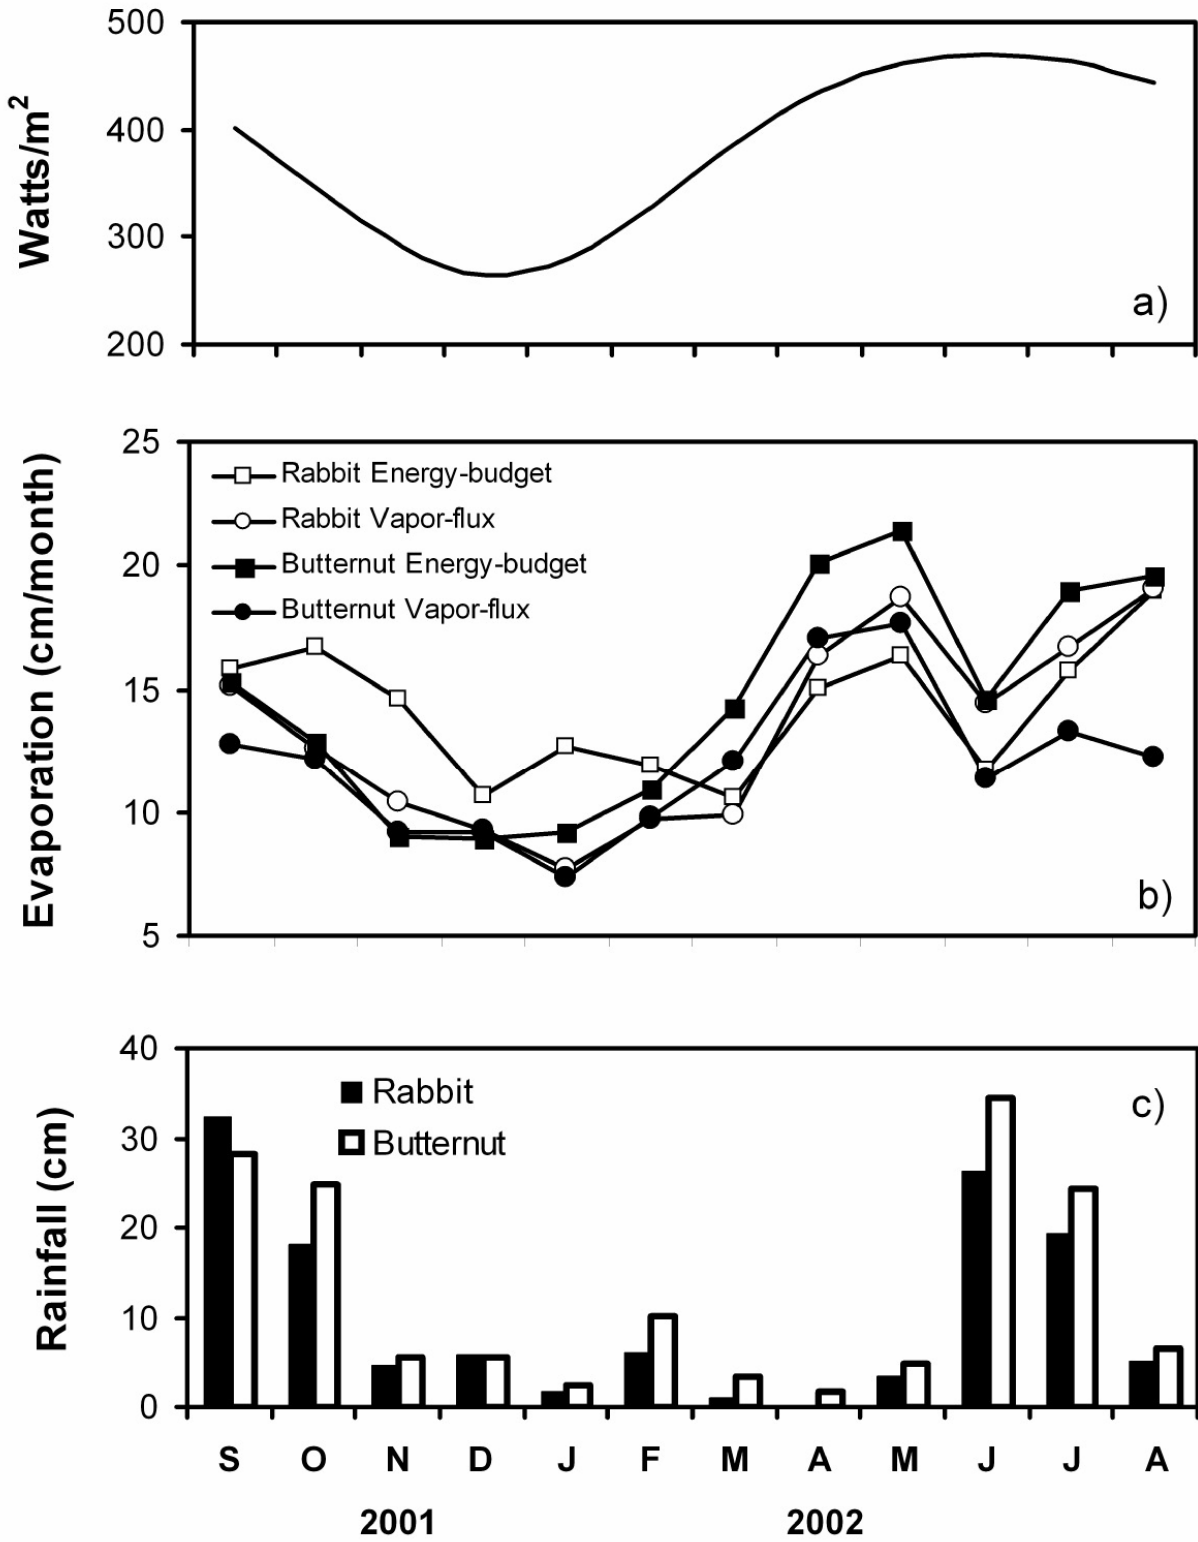 500
400
300
200
Watts/m²
a)
25
20
15
10
5
Evaporation (cm/month)
Rabbit Energy-budget
Rabbit Vapor-flux
Butternut Energy-budget
Butternut Vapor-flux
b)
40
30
20
10
0
Rainfall (cm)
Rabbit
Butternut
c)
S O N D J F M A M J J A
2001 2002